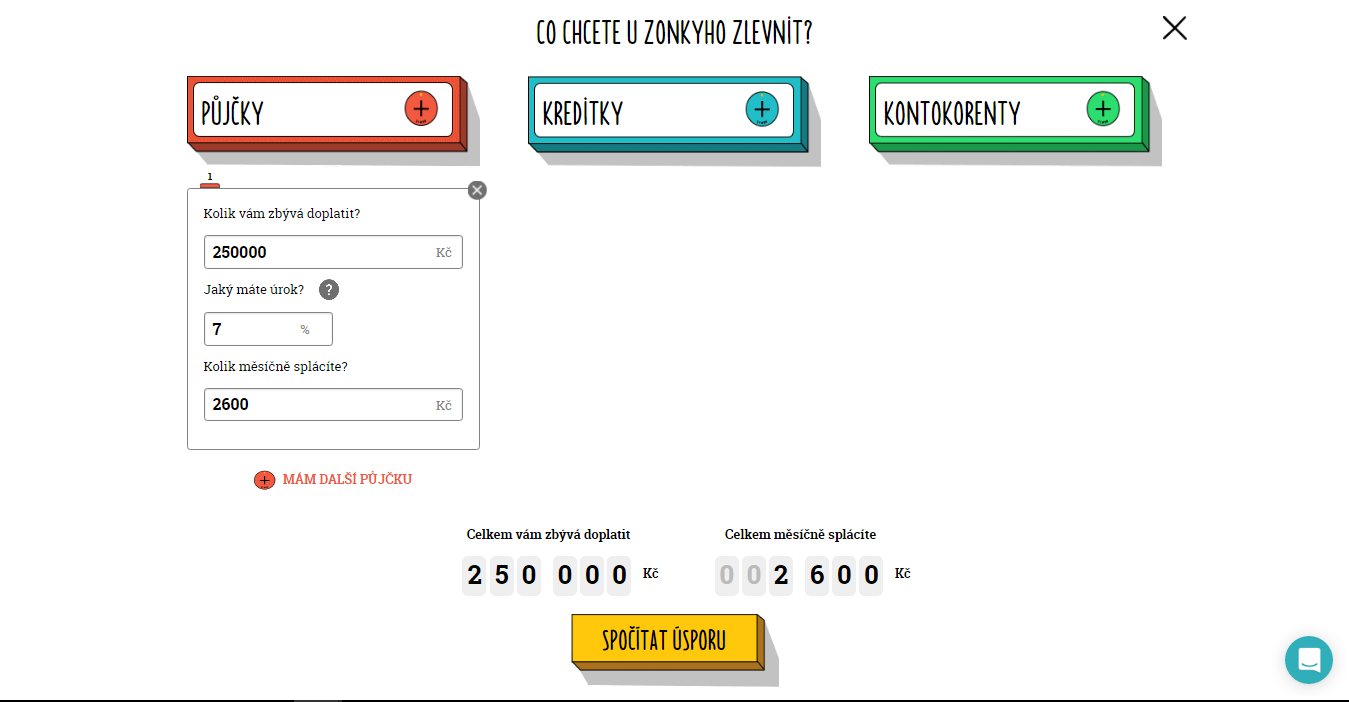 CO CHCETE U ZONKYHO ZLEVNÍT?
PŮJČKY
KREDÍTKY
KONTOKORENTY
1
Kolik vám zbývá doplatit?
250000 Kč
Jaký máte úrok? ?
7 %
Kolik měsíčně splácíte?
2600 Kč
MÁM DALŠÍ PŮJČKU
Celkem vám zbývá doplatit
250 000 Kč
Celkem měsíčně splácíte
002 600 Kč
SPOČÍTAT ÚSPORU